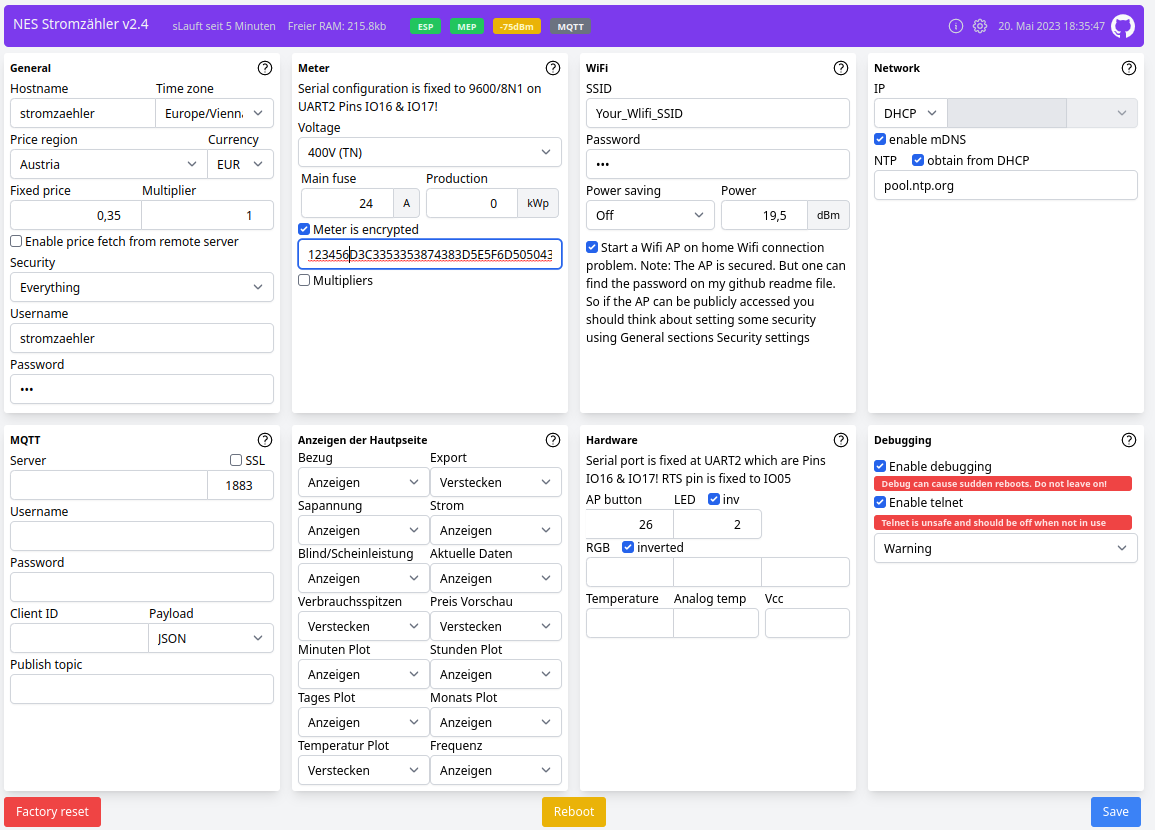 NES Stromzähler v2.4 sLauft seit 5 Minuten Freier RAM: 215.8kb ESP MEP -75dBm MQTT 20. Mai 2023 18:35:47
General
Hostname Time zone
stromzaehler Europe/Vienn
Price region Currency
Austria EUR
Fixed price Multiplier
0,35 1
Enable price fetch from remote server
Security
Everything
Username
stromzaehler
Password
•••
Meter
Serial configuration is fixed to 9600/8N1 on
UART2 Pins IO16 & IO17!
Voltage
400V (TN)
Main fuse Production
24 A 0 kWp
Meter is encrypted
123456D3C3353353874383D5E5F6D505043
Multipliers
WiFi
SSID
Your_Wlifi_SSID
Password
•••
Power saving Power
Off 19,5 dBm
Start a Wifi AP on home Wifi connection
problem. Note: The AP is secured. But one can
find the password on my github readme file.
So if the AP can be publicly accessed you
should think about setting some security
using General sections Security settings
Network
IP
DHCP
enable mDNS
NTP obtain from DHCP
pool.ntp.org
MQTT
Server SSL
1883
Username
Password
Client ID Payload
JSON
Publish topic
Anzeigen der Hautpseite
Bezug Export
Anzeigen Verstecken
Sapannung Strom
Anzeigen Anzeigen
Blind/Scheinleistung Aktuelle Daten
Anzeigen Anzeigen
Verbrauchsspitzen Preis Vorschau
Verstecken Verstecken
Minuten Plot Stunden Plot
Anzeigen Anzeigen
Tages Plot Monats Plot
Anzeigen Anzeigen
Temperatur Plot Frequenz
Verstecken Anzeigen
Hardware
Serial port is fixed at UART2 which are Pins
IO16 & IO17! RTS pin is fixed to IO05
AP button LED inv
26 2
RGB inverted
Temperature Analog temp Vcc
Debugging
Enable debugging
Debug can cause sudden reboots. Do not leave on!
Enable telnet
Telnet is unsafe and should be off when not in use
Warning
Factory reset Reboot Save